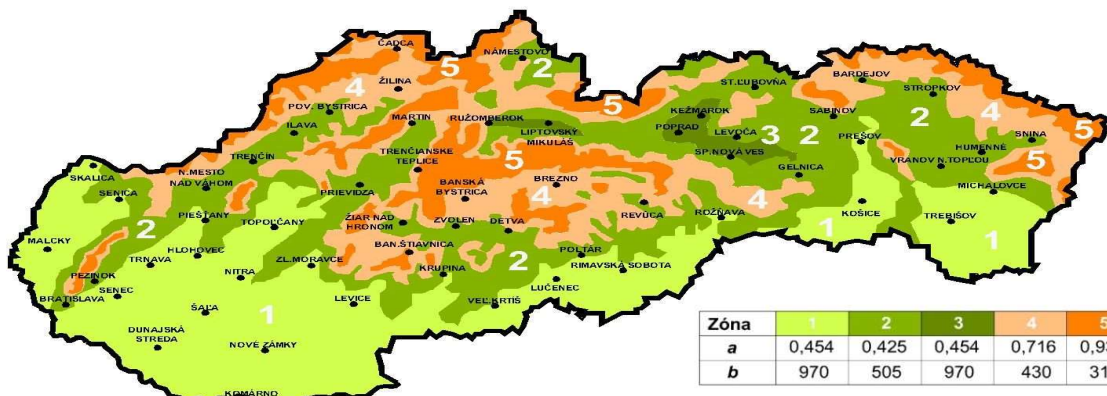 ČADCA
NÁMESTOVO
5
2
4
ŽILINA
ST.ĽUBOVŇA
BARDEJOV
STROPKOV
4
POV. BYSTRICA
5
KEŽMAROK
SABINOV
2
ILAVA
MARTIN
RUŽOMBEROK
POPRAD
LEVOČA
3
2
PREŠOV
SNINA
5
LIPTOVSKÝ
MIKULÁŠ
HUMENNÉ
TRENČÍN
TRENČIANSKE
TEPLICE
5
SP.NOVÁ VES
VRANOV N.TOPĽOU
5
SKALICA
N.MESTO
NAD VÁHOM
GELNICA
SENICA
PRIEVIDZA
BANSKÁ
BYSTRICA
BREZNO
4
4
MICHALOVCE
2
PIEŠŤANY
TOPOĽČANY
ŽIAR NAD
HRONOM
ZVOLEN
DETVA
REVÚCA
ROŽŇAVA
KOŠICE
TREBIŠOV
1
1
MALCKY
HLOHOVEC
TRNAVA
BAN.ŠTIAVNICA
2
POLTÁR
ZL.MORAVCE
KRUPINA
RIMAVSKÁ SOBOTA
PEZINOK
NITRA
SENEC
LUČENEC
BRATISLAVA
ŠAĽA
1
LEVICE
VEĽ.KRTÍŠ
DUNAJSKÁ
STREDA
NOVÉ ZÁMKY
KOMÁRNO
Zóna 1 2 3 4 5
a 0,454 0,425 0,454 0,716
b 970 505 970 430